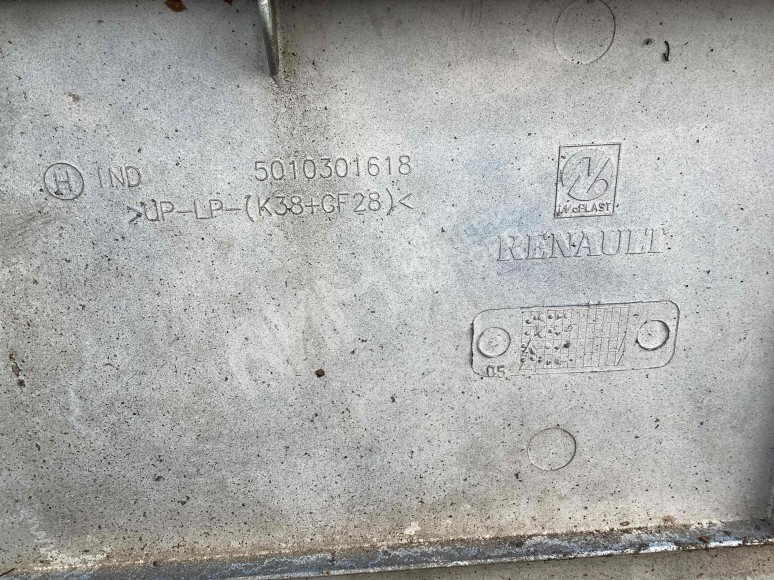 H IND 5010301618
>UP-LP-(K38+GF28)<
RENAULT
05